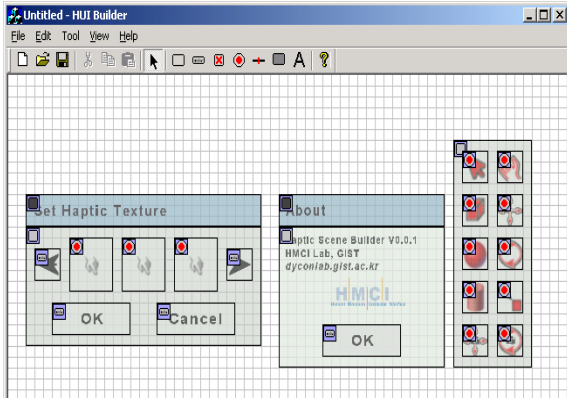 Untitled - HUI Builder
File Edit Tool View Help
Set Haptic Texture
OK
Cancel
About
Haptic Scene Builder V0.0.1
HMCI Lab, GIST
dyconlab.gist.ac.kr
HMCI
OK